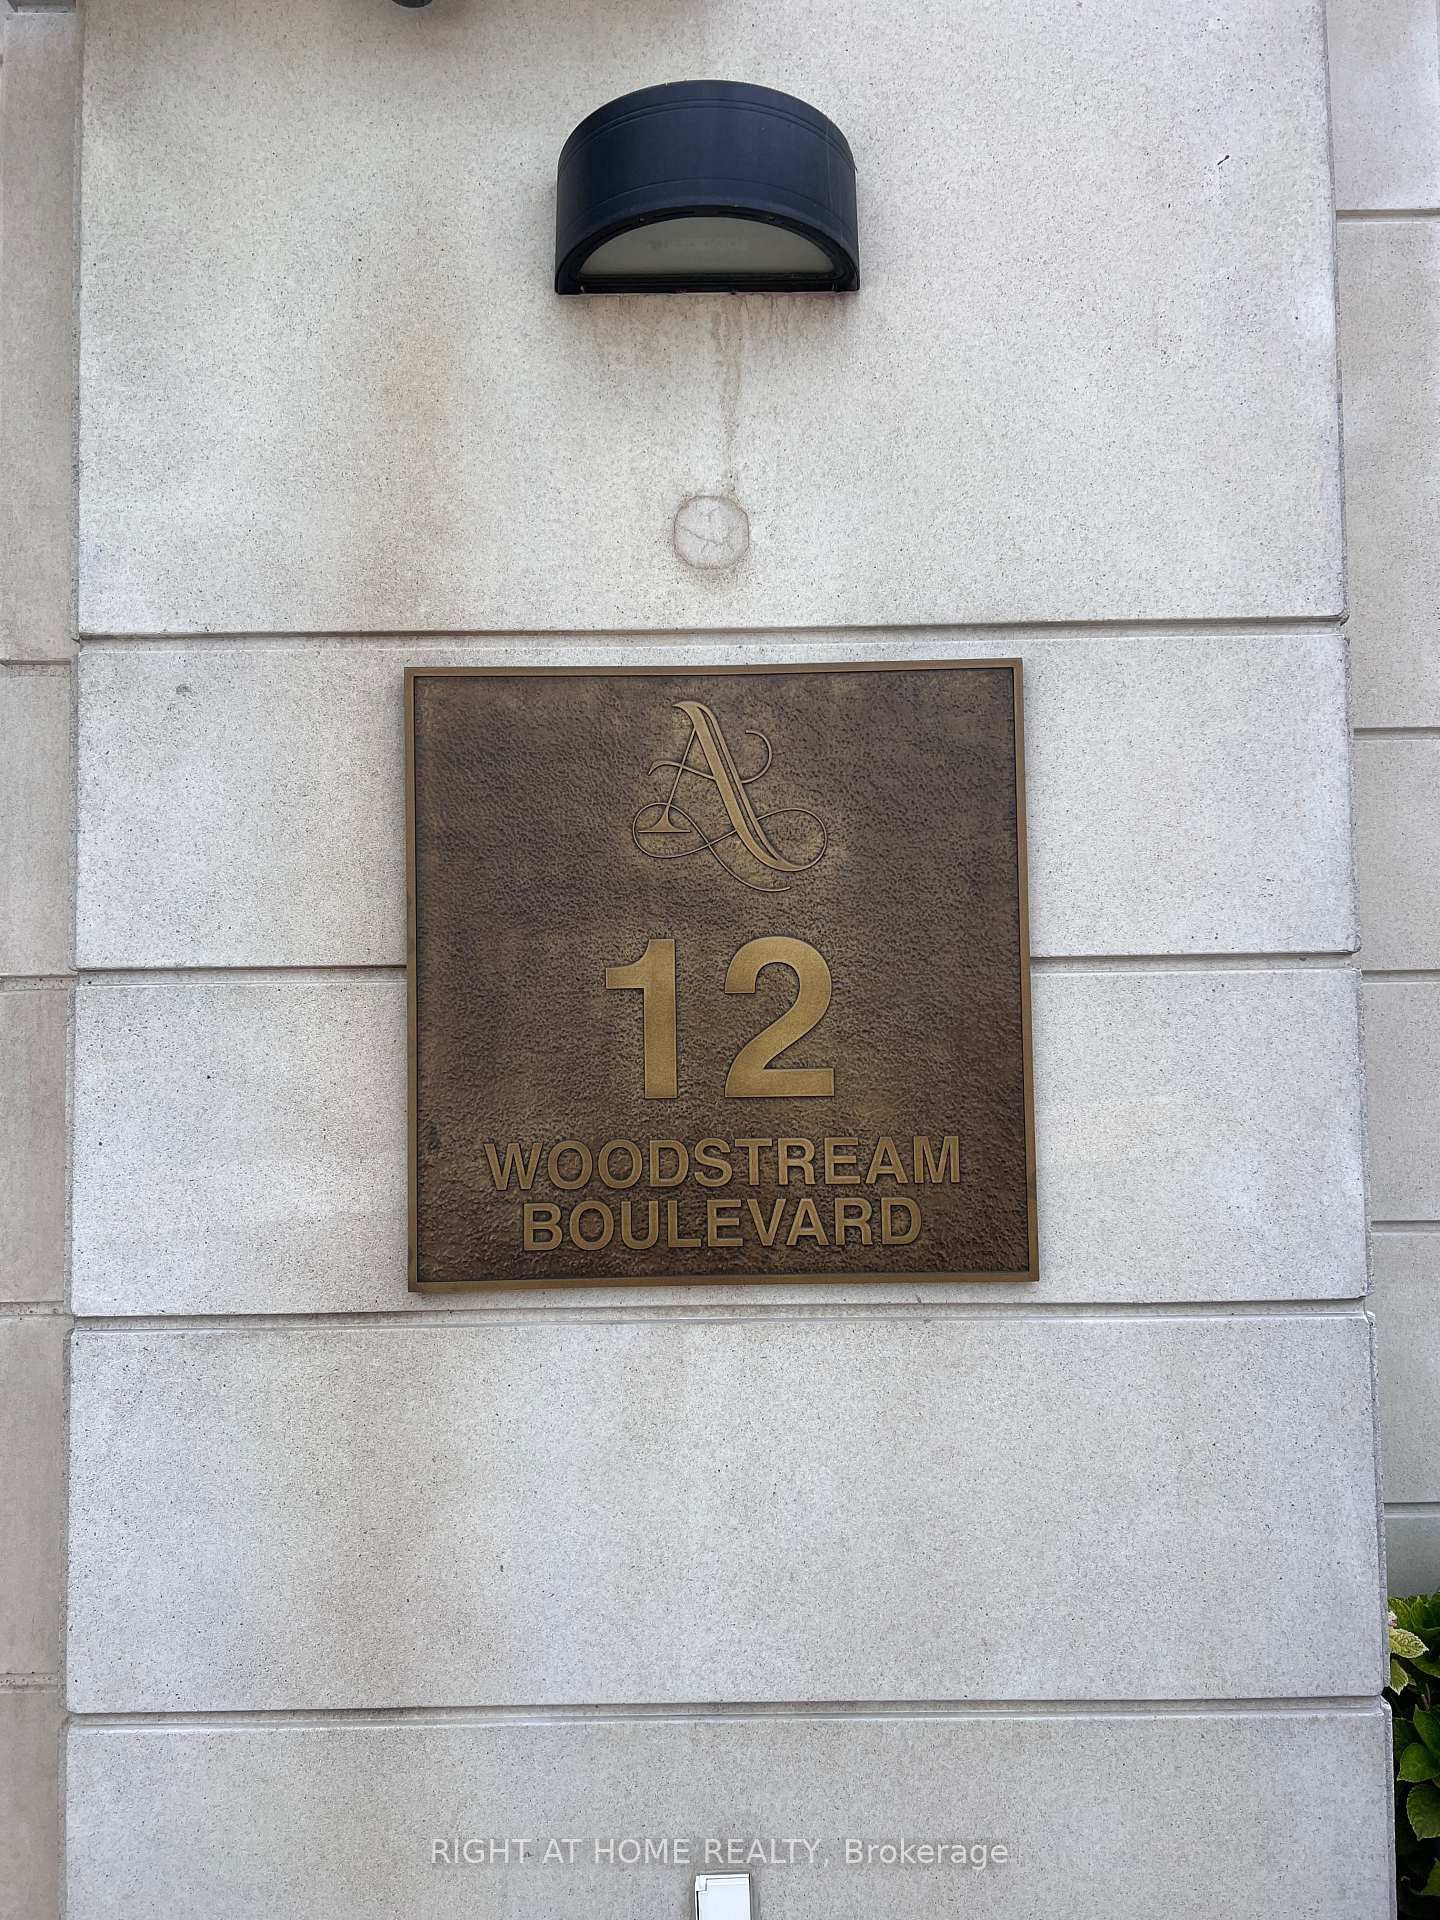 A
12
WOODSTREAM
BOULEVARD
RIGHT AT HOME REALTY, Brokerage